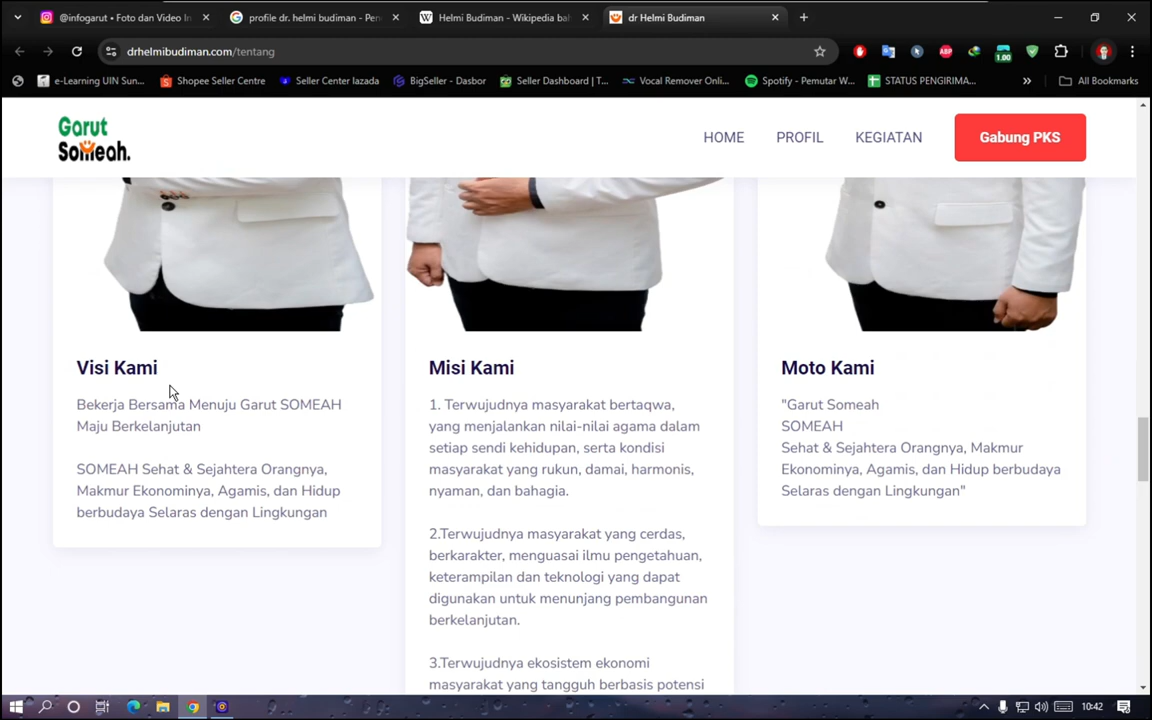 @infogarut • Foto dan Video In
profile dr. helmi budiman - Pen
Helmi Budiman - Wikipedia bah
dr Helmi Budiman
drhelmibudiman.com/tentang
ABP
1.00
e-Learning UIN Sun...
Shopee Seller Centre
Seller Center lazada
BigSeller - Dasbor
Seller Dashboard | T...
Vocal Remover Onli...
Spotify - Pemutar W...
STATUS PENGIRIMA...
»
All Bookmarks
Garut
Someah.
HOME
PROFIL
KEGIATAN
Gabung PKS
Visi Kami
Bekerja Bersama Menuju Garut SOMEAH
Maju Berkelanjutan
SOMEAH Sehat & Sejahtera Orangnya,
Makmur Ekonominya, Agamis, dan Hidup
berbudaya Selaras dengan Lingkungan
Misi Kami
1. Terwujudnya masyarakat bertaqwa,
yang menjalankan nilai-nilai agama dalam
setiap sendi kehidupan, serta kondisi
masyarakat yang rukun, damai, harmonis,
nyaman, dan bahagia.
2.Terwujudnya masyarakat yang cerdas,
berkarakter, menguasai ilmu pengetahuan,
keterampilan dan teknologi yang dapat
digunakan untuk menunjang pembangunan
berkelanjutan.
3.Terwujudnya ekosistem ekonomi
masyarakat yang tangguh berbasis potensi
Moto Kami
"Garut Someah
SOMEAH
Sehat & Sejahtera Orangnya, Makmur
Ekonominya, Agamis, dan Hidup berbudaya
Selaras dengan Lingkungan"
10:42